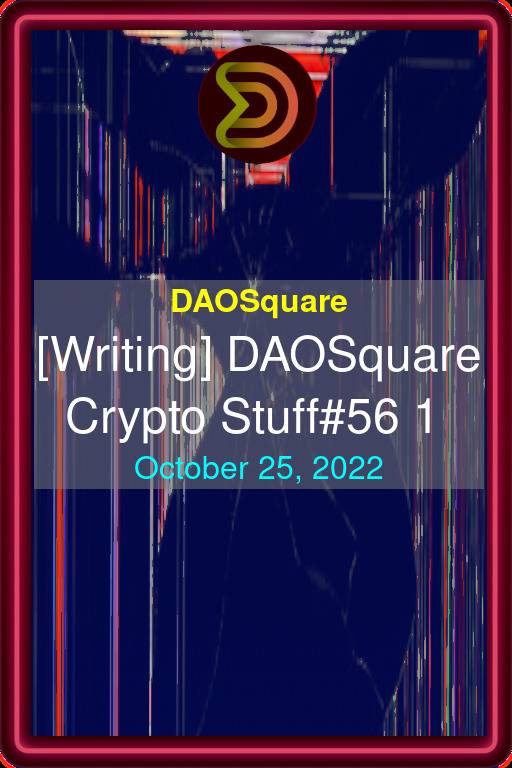 DAOSquare
[Writing] DAOSquare
Crypto Stuff#56 1
October 25, 2022